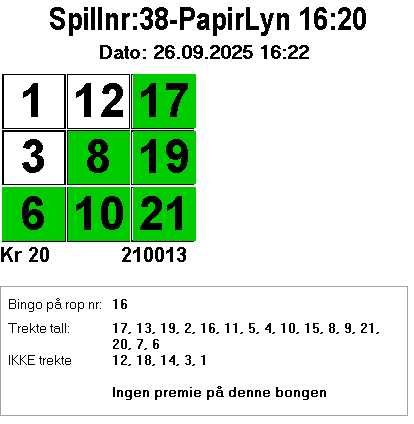 Spillnr:38-PapirLyn 16:20
Dato: 26.09.2025 16:22
1 12 17
3 8 19
6 10 21
Kr 20 210013
Bingo på rop nr: 16
Trekte tall: 17, 13, 19, 2, 16, 11, 5, 4, 10, 15, 8, 9, 21,
20, 7, 6
IKKE trekte 12, 18, 14, 3, 1
Ingen premie på denne bongen